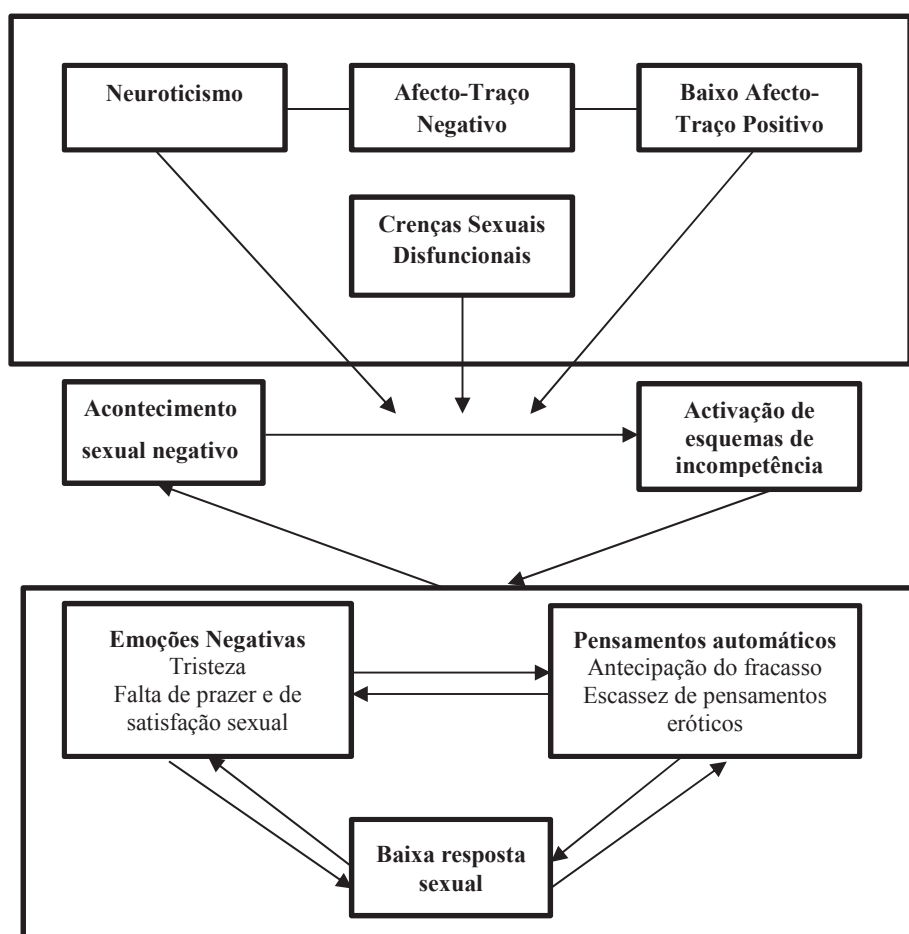 Neuroticismo
Afecto-Traço
Negativo
Baixo Afecto-
Traço Positivo
Crenças Sexuais
Disfuncionais
Acontecimento
sexual negativo
Activação de
esquemas de
incompetência
Emoções Negativas
Tristeza
Falta de prazer e de
satisfação sexual
Pensamentos automáticos
Antecipação do fracasso
Escassez de pensamentos
eróticos
Baixa resposta
sexual